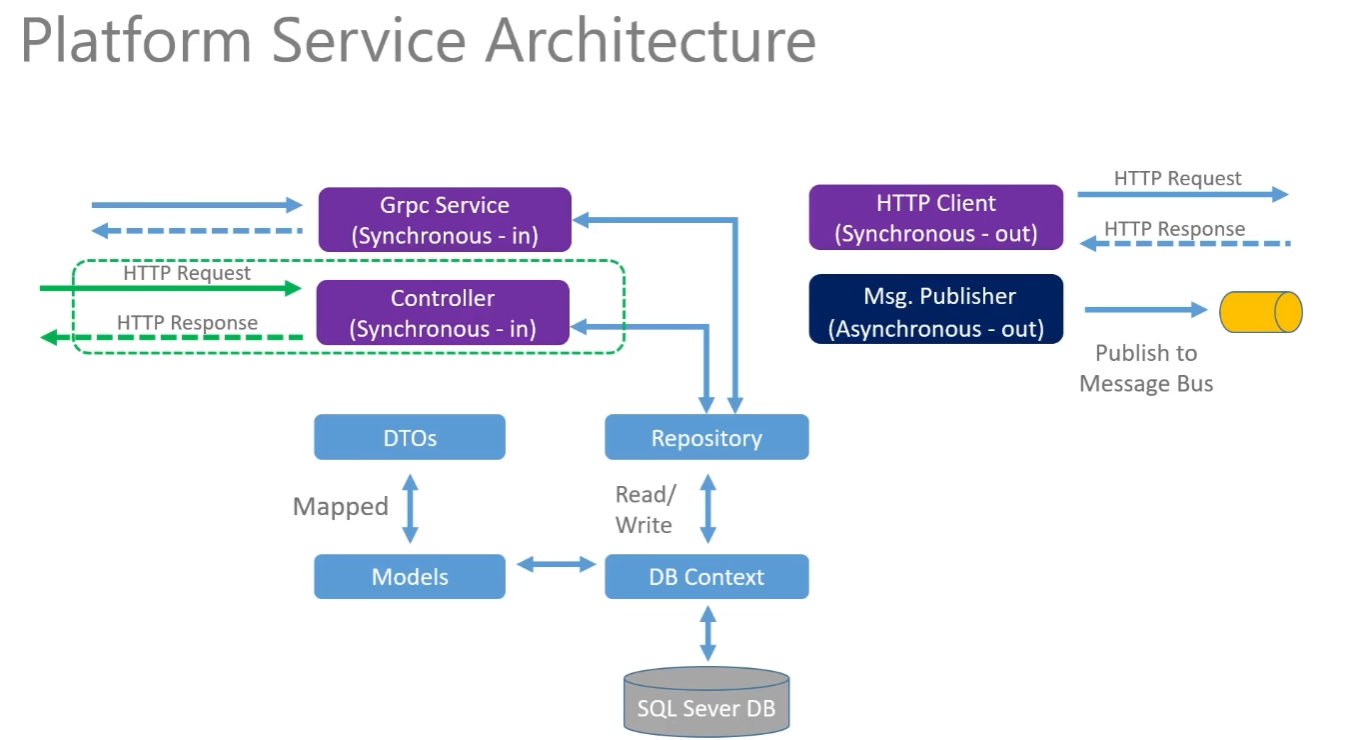 Platform Service Architecture
Grpc Service
(Synchronous - in)
HTTP Request
HTTP Response
Controller
(Synchronous - in)
HTTP Client
(Synchronous - out)
HTTP Request
HTTP Response
Msg. Publisher
(Asynchronous - out)
Publish to
Message Bus
DTOs
Repository
Mapped
Read/
Write
Models
DB Context
SQL Sever DB